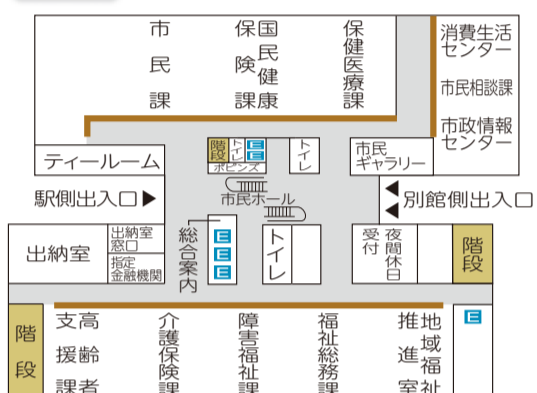 市民課
国民健康
保険課
保健医療課
消費生活
センター
市民相談課
市政情報
センター
階段
トイレ
E
E
ポピンズ
トイレ
市民
ギャラリー
ティールーム
駅側出入口▶
市民ホール
◀
◀別館側出入口
出納室
出納室
窓口
指定
金融機関
総合案内
E
E
E
トイレ
夜間休日
受付
階段
階段
高齢者
支援課
介護保険課
障害福祉課
福祉総務課
地域福祉
推進室
E